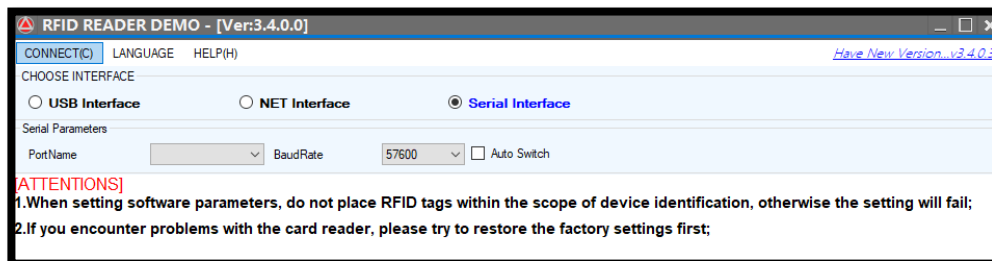 RFID READER DEMO - [Ver:3.4.0.0]
CONNECT(C) LANGUAGE HELP(H) Have New Version...v3.4.0.3
CHOOSE INTERFACE
USB Interface NET Interface Serial Interface
Serial Parameters
PortName BaudRate 57600 Auto Switch
[ATTENTIONS]
1.When setting software parameters, do not place RFID tags within the scope of device identification, otherwise the setting will fail;
2.If you encounter problems with the card reader, please try to restore the factory settings first;